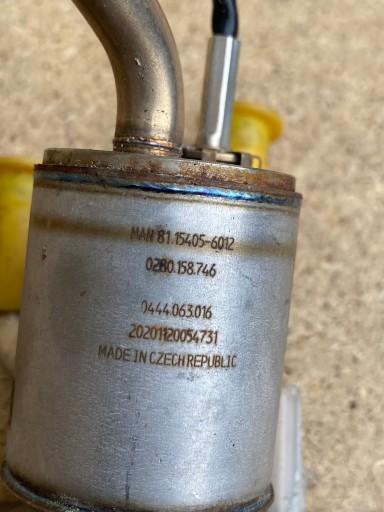 MAN 81.15405-6012
0280.158.746
0444.063.016
20201120054731
MADE IN CZECH REPUBLIC